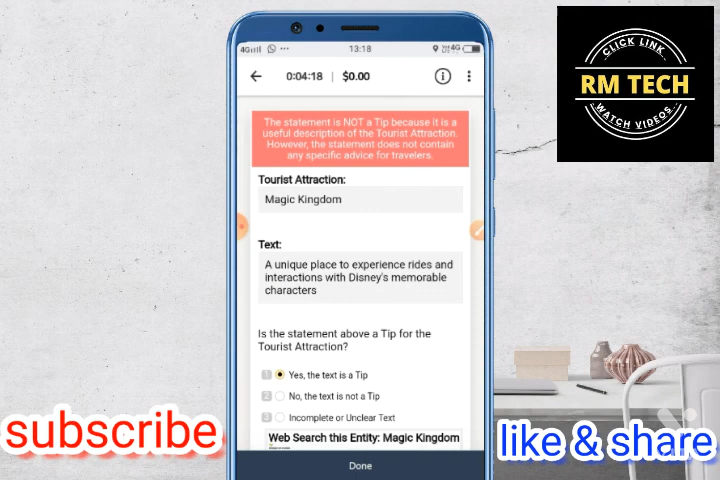 4G
13:18
4G
0:04:18 | $0.00
The statement is NOT a Tip because it is a
useful description of the Tourist Attraction.
However, the statement does not contain
any specific advice for travelers.
Tourist Attraction:
Magic Kingdom
Text:
A unique place to experience rides and
interactions with Disney's memorable
characters
Is the statement above a Tip for the
Tourist Attraction?
1 Yes, the text is a Tip
2 No, the text is not a Tip
3 Incomplete or Unclear Text
Web Search this Entity: Magic Kingdom
Done
CLICK LINK
RM TECH
WATCH VIDEOS
subscribe
like & share